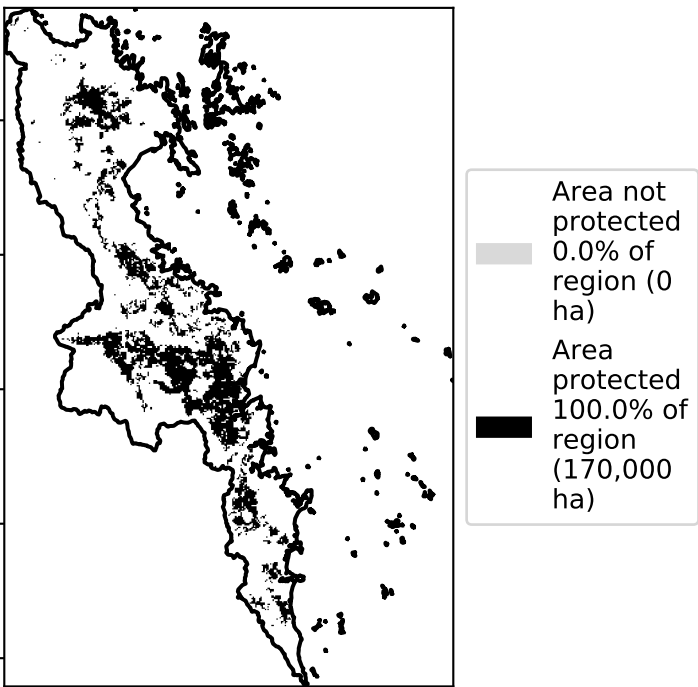 Area not
protected
0.0% of
region (0
ha)
Area
protected
100.0% of
region
(170,000
ha)